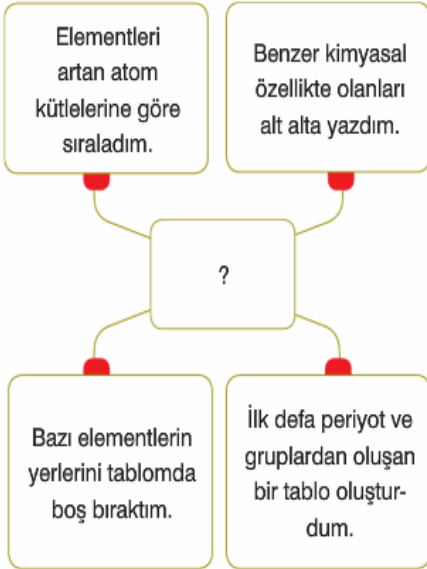 Elementleri
artan atom
kütlelerine göre
sıraladım.
Benzer kimyasal
özellikte olanları
alt alta yazdım.
?
Bazı elementlerin
yerlerini tablomda
boş bıraktım.
İlk defa periyot ve
gruplardan oluşan
bir tablo oluştur-
dum.